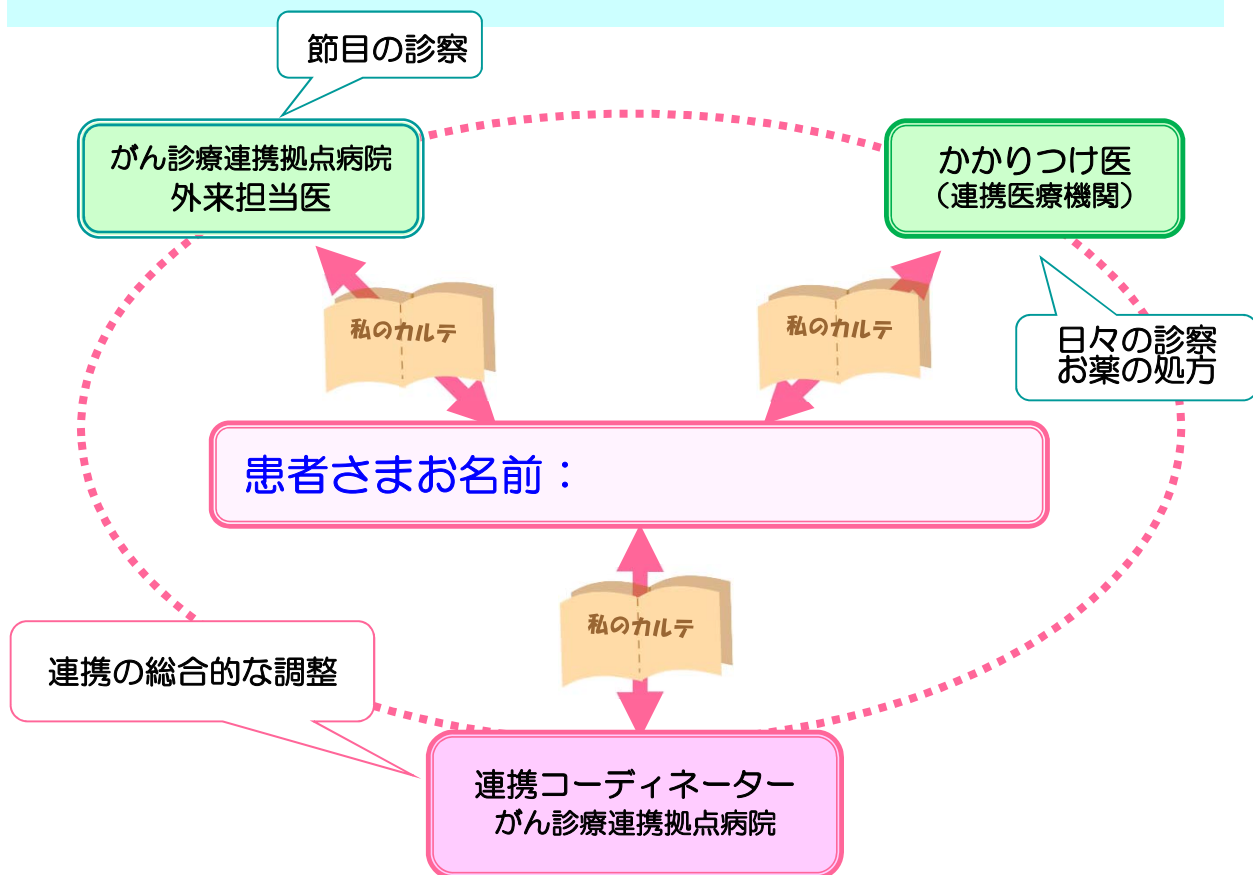 節目の診察
がん診療連携拠点病院
外来担当医
かかりつけ医
（連携医療機関）
私のカルテ
私のカルテ
日々の診察
お薬の処方
患者さまお名前：
私のカルテ
連携の総合的な調整
連携コーディネーター
がん診療連携拠点病院